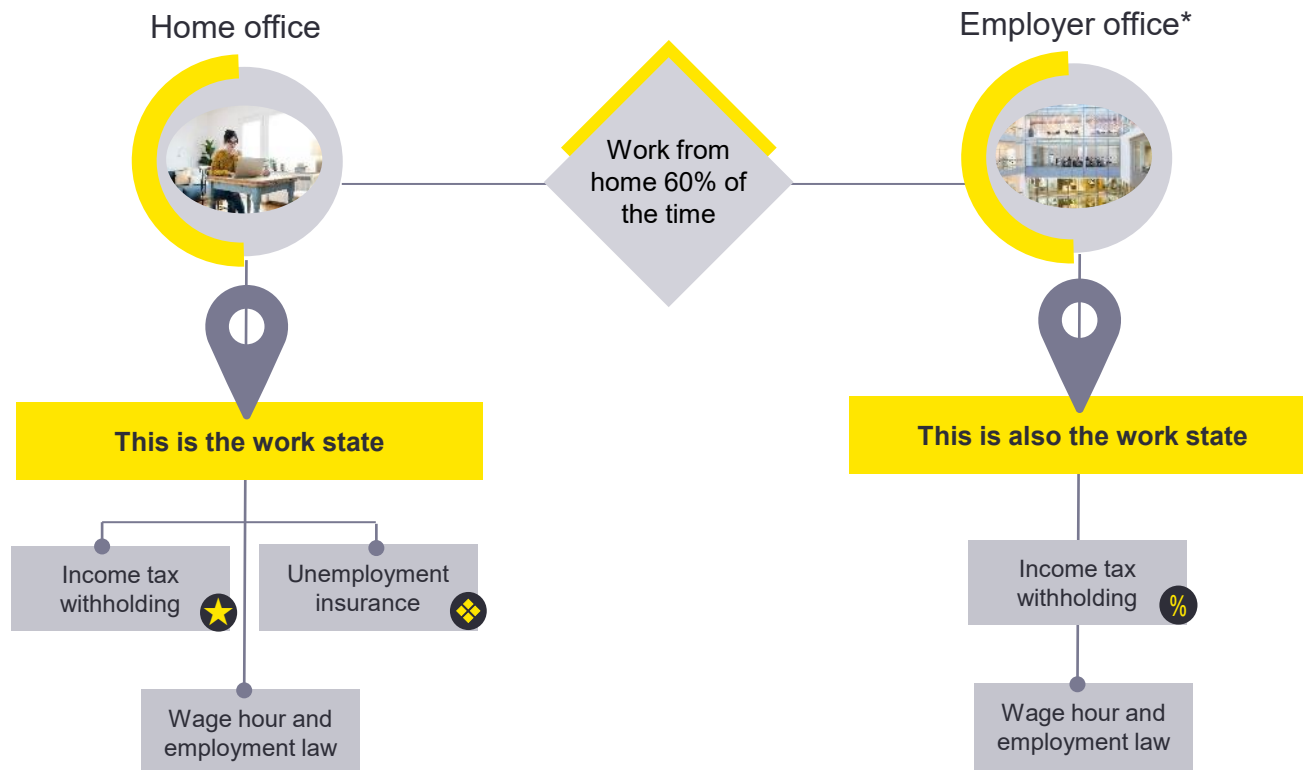 Home office
Employer office*
Work from
home 60% of
the time
This is the work state
This is also the work state
Income tax
withholding
Unemployment
insurance
Income tax
withholding
%
Wage hour and
employment law
Wage hour and
employment law